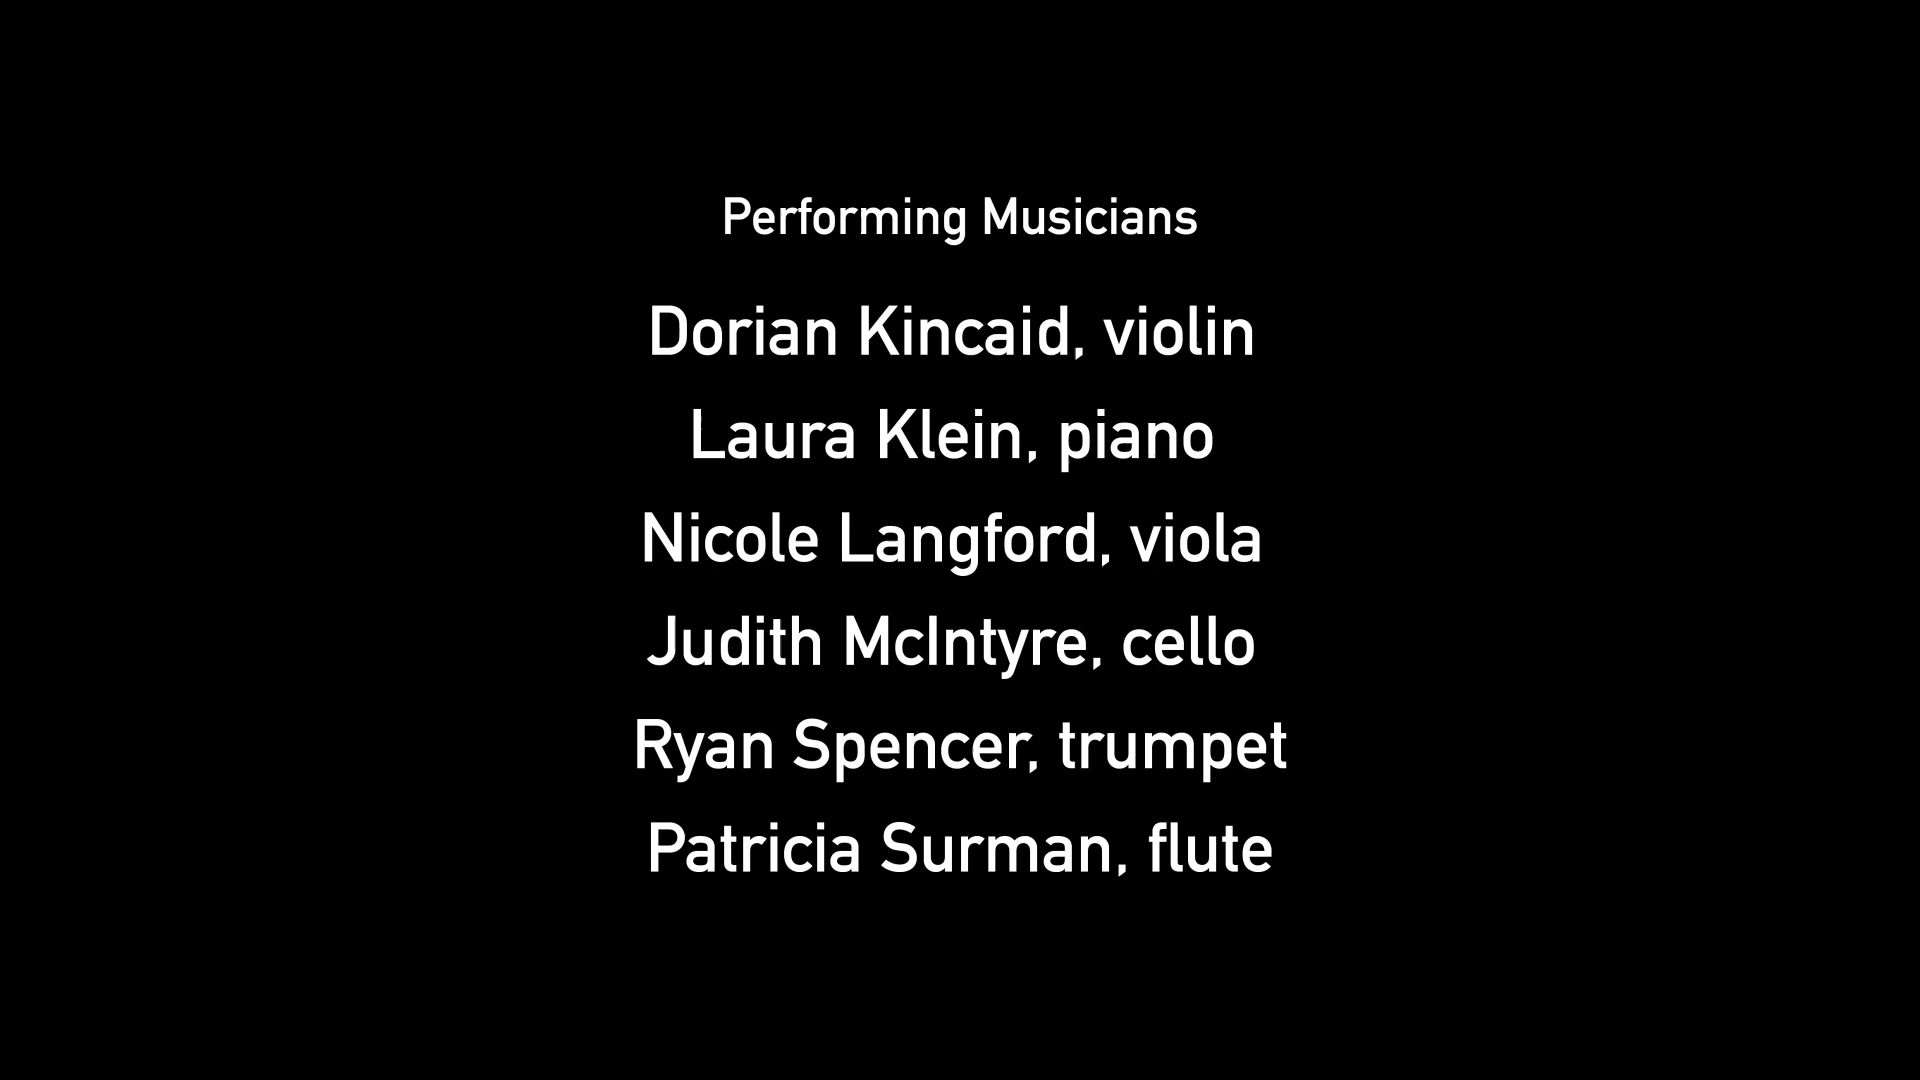 Performing Musicians
Dorian Kincaid, violin
Laura Klein, piano
Nicole Langford, viola
Judith McIntyre, cello
Ryan Spencer, trumpet
Patricia Surman, flute